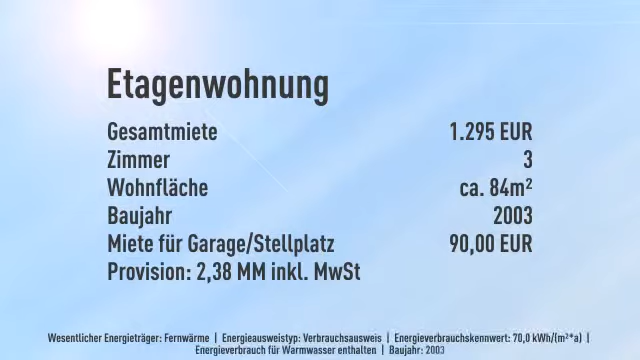 Etagenwohnung
Gesamtmiete 1.295 EUR
Zimmer 3
Wohnfläche ca. 84m²
Baujahr 2003
Miete für Garage/Stellplatz 90,00 EUR
Provision: 2,38 MM inkl. MwSt
Wesentlicher Energieträger: Fernwärme | Energieausweistyp: Verbrauchsausweis | Energieverbrauchskennwert: 70,0 kWh/(m²*a) |
Energieverbrauch für Warmwasser enthalten | Baujahr: 2003